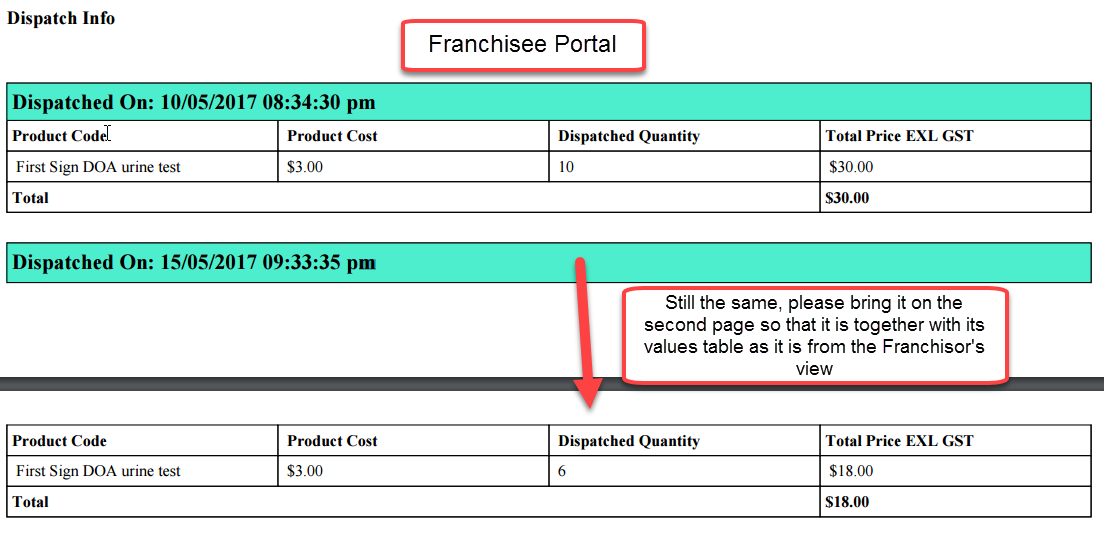 Dispatch Info
Franchisee Portal
Dispatched On: 10/05/2017 08:34:30 pm
Product Code Product Cost Dispatched Quantity Total Price EXL GST
First Sign DOA urine test $3.00 10 $30.00
Total $30.00
Dispatched On: 15/05/2017 09:33:35 pm
Still the same, please bring it on the
second page so that it is together with its
values table as it is from the Franchisor's
view
Product Code Product Cost Dispatched Quantity Total Price EXL GST
First Sign DOA urine test $3.00 6 $18.00
Total $18.00